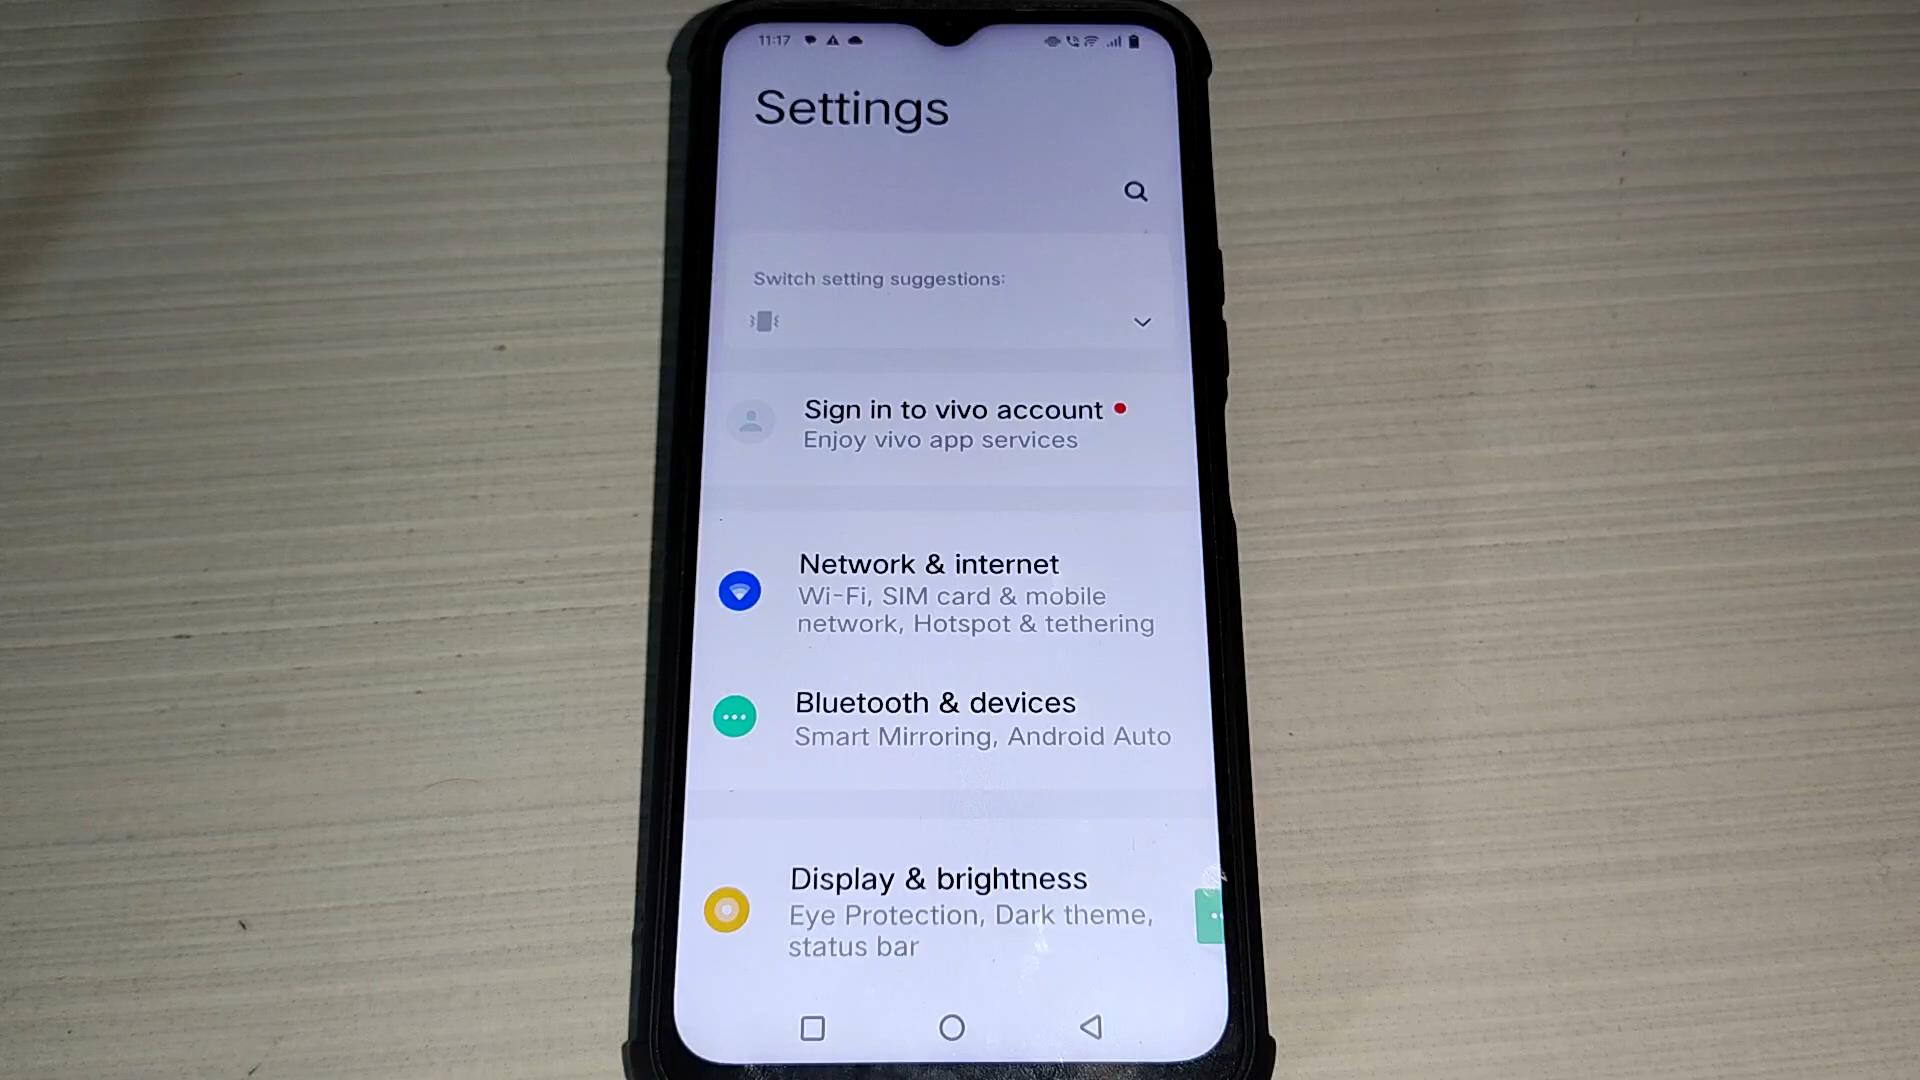 11:17
Settings
Switch setting suggestions:
Sign in to vivo account
Enjoy vivo app services
Network & internet
Wi-Fi, SIM card & mobile
network, Hotspot & tethering
Bluetooth & devices
Smart Mirroring, Android Auto
Display & brightness
Eye Protection, Dark theme,
status bar